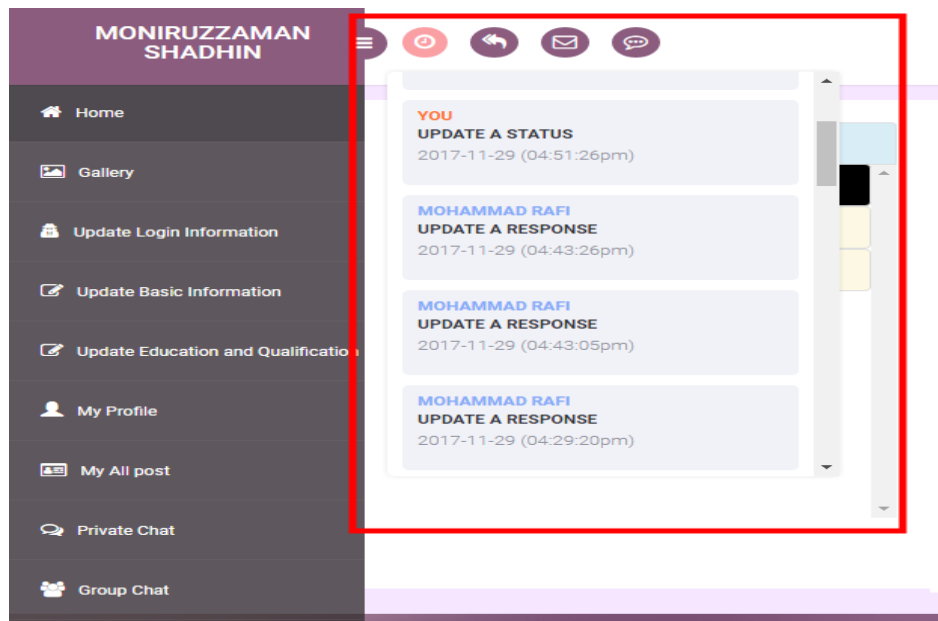 MONIRUZZAMAN
SHADHIN
Home
Gallery
Update Login Information
Update Basic Information
Update Education and Qualification
My Profile
My All post
Private Chat
Group Chat
YOU
UPDATE A STATUS
2017-11-29 (04:51:26pm)
MOHAMMAD RAFI
UPDATE A RESPONSE
2017-11-29 (04:43:26pm)
MOHAMMAD RAFI
UPDATE A RESPONSE
2017-11-29 (04:43:05pm)
MOHAMMAD RAFI
UPDATE A RESPONSE
2017-11-29 (04:29:20pm)